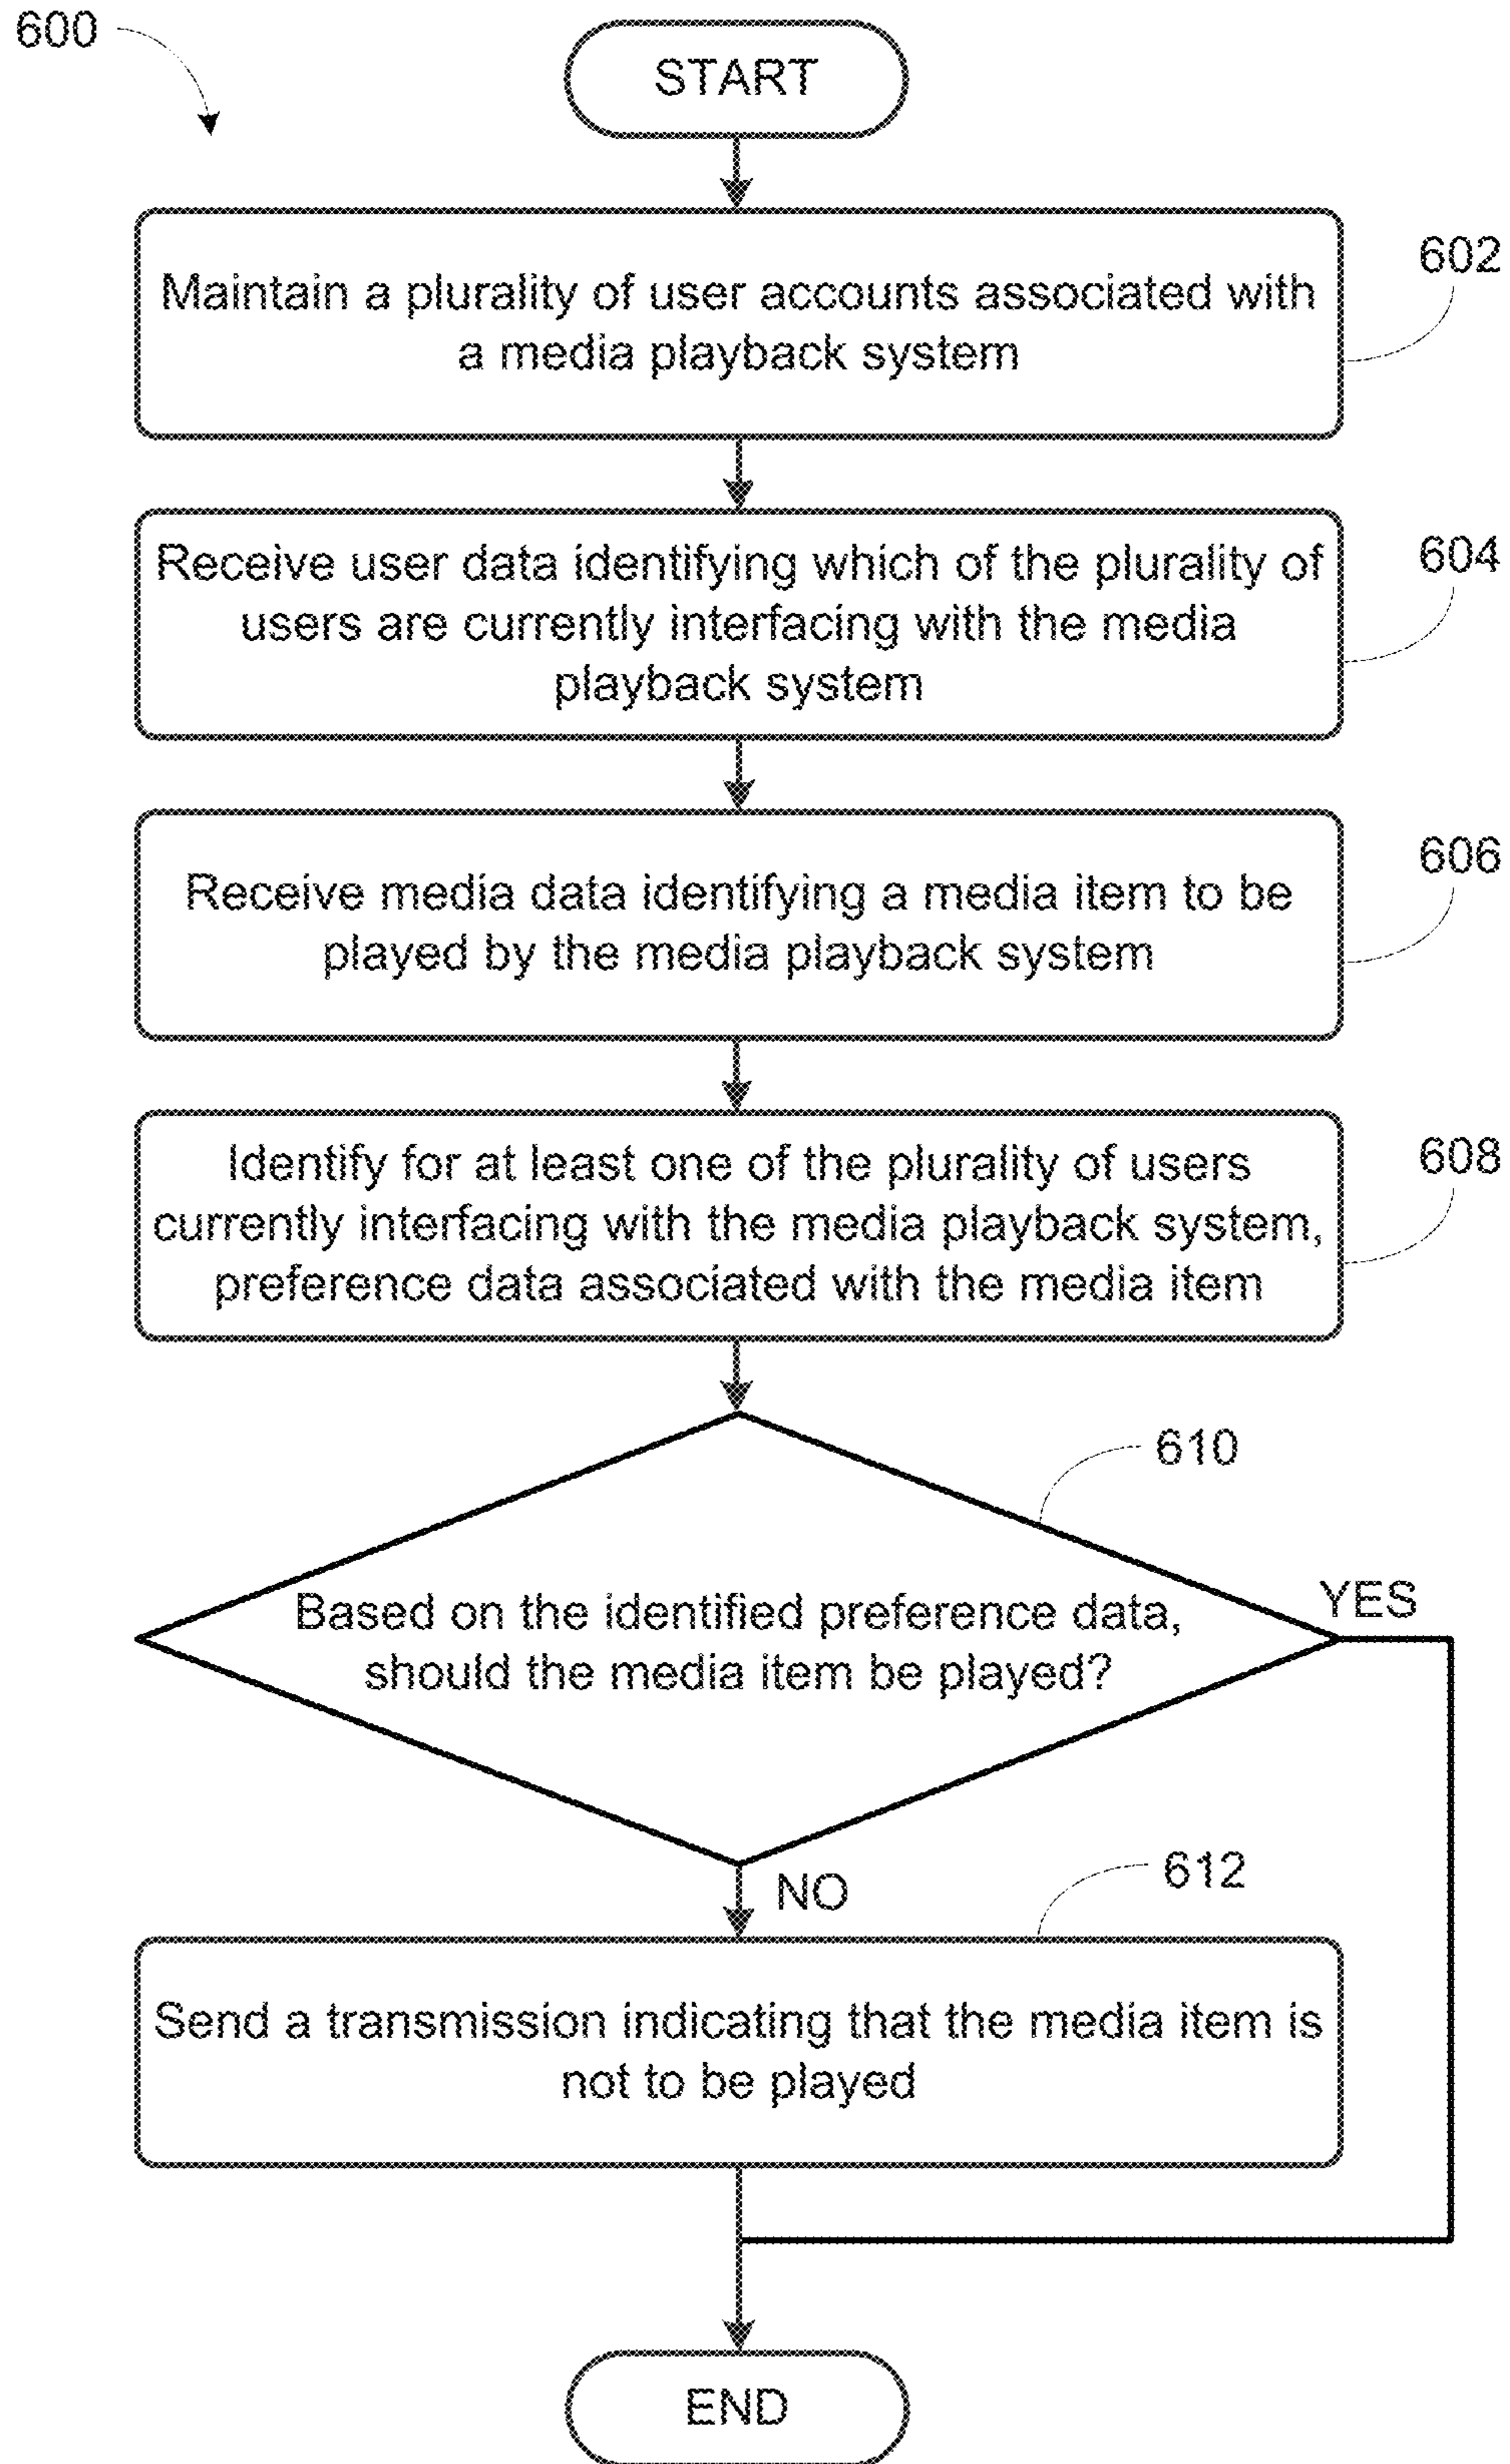 600
START
Maintain a plurality of user accounts associated with
a media playback system
602
Receive user data identifying which of the plurality of
users are currently interfacing with the media
playback system
604
Receive media data identifying a media item to be
played by the media playback system
606
Identify for at least one of the plurality of users
currently interfacing with the media playback system,
preference data associated with the media item
608
610
Based on the identified preference data,
should the media item be played?
YES
NO
612
Send a transmission indicating that the media item is
not to be played
END